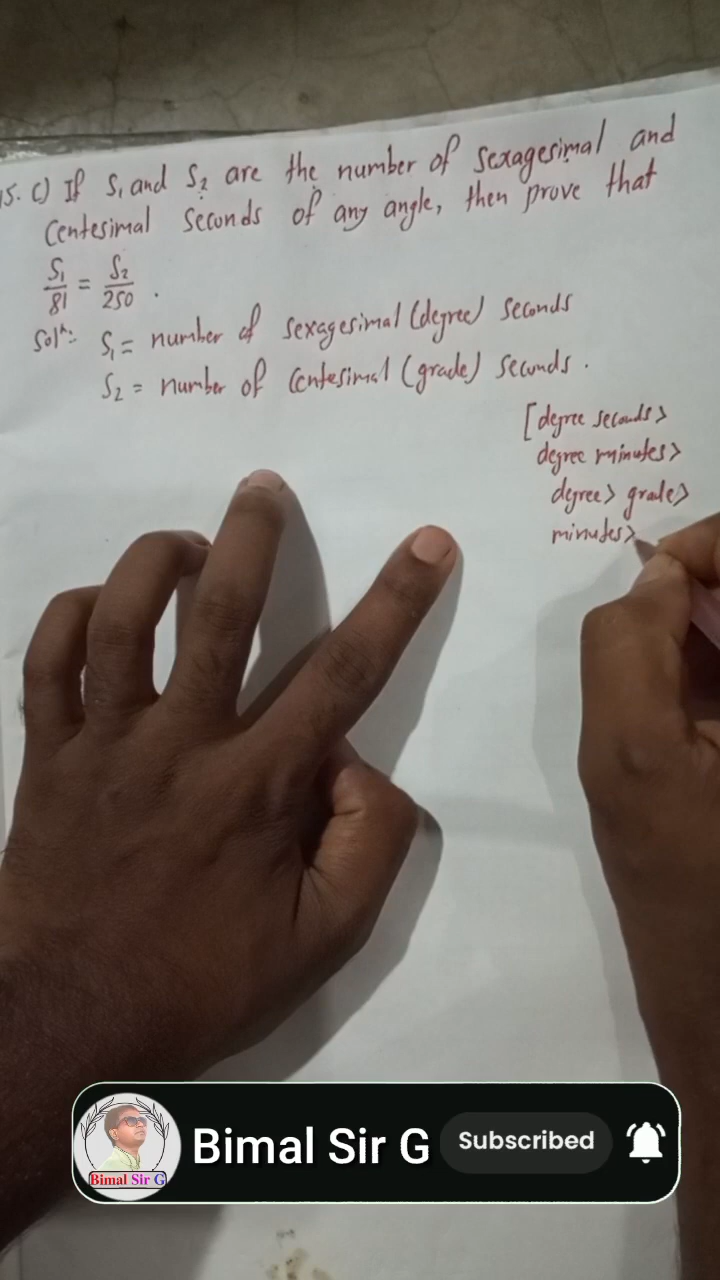 15. c) If S₁ and S₂ are the number of sexagesimal and
Centesimal Seconds of any angle, then prove that
S₁/81 = S₂/250 .
Solⁿ:- S₁ = number of sexagesimal (degree) seconds
S₂ = number of Centesimal (grade) seconds .
[degree seconds>
degree minutes>
degree> grade>
minutes>
Bimal Sir G
Bimal Sir G
Subscribed